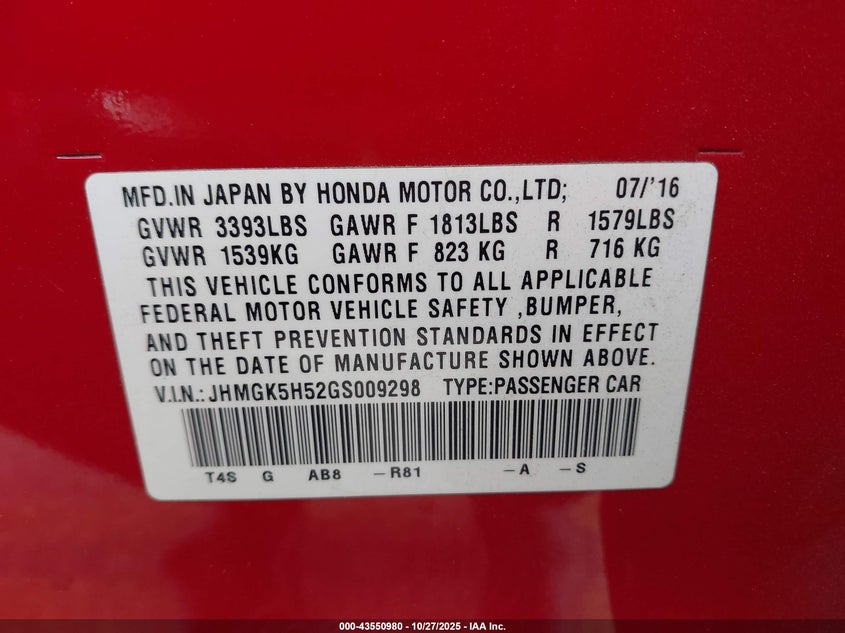 MFD.IN JAPAN BY HONDA MOTOR CO.,LTD; 07/'16
GVWR 3393LBS GAWR F 1813LBS R 1579LBS
GVWR 1539KG GAWR F 823 KG R 716 KG
THIS VEHICLE CONFORMS TO ALL APPLICABLE
FEDERAL MOTOR VEHICLE SAFETY ,BUMPER,
AND THEFT PREVENTION STANDARDS IN EFFECT
ON THE DATE OF MANUFACTURE SHOWN ABOVE.
V.I.N.: JHMGK5H52GS009298 TYPE:PASSENGER CAR
T4S G AB8 -R81 -A -S
000-43550980 - 10/27/2025 - IAA Inc.